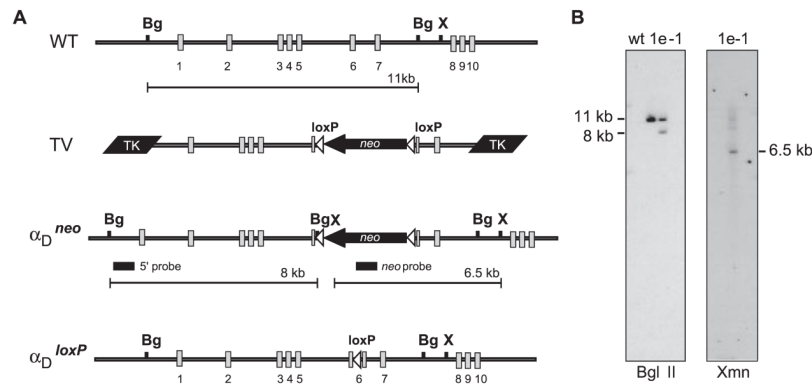 A
WT
Bg
Bg X
1 2 3 4 5 6 7 8 9 10
11kb
TV
TK
loxP
neo
loxP
TK
αD neo
Bg
BgX
neo
Bg X
5' probe
8 kb
neo probe
6.5 kb
αD loxP
Bg
loxP
Bg X
1 2 3 4 5 6 7 8 9 10
B
wt 1e-1
1e-1
11 kb
8 kb
6.5 kb
Bgl II
Xmn